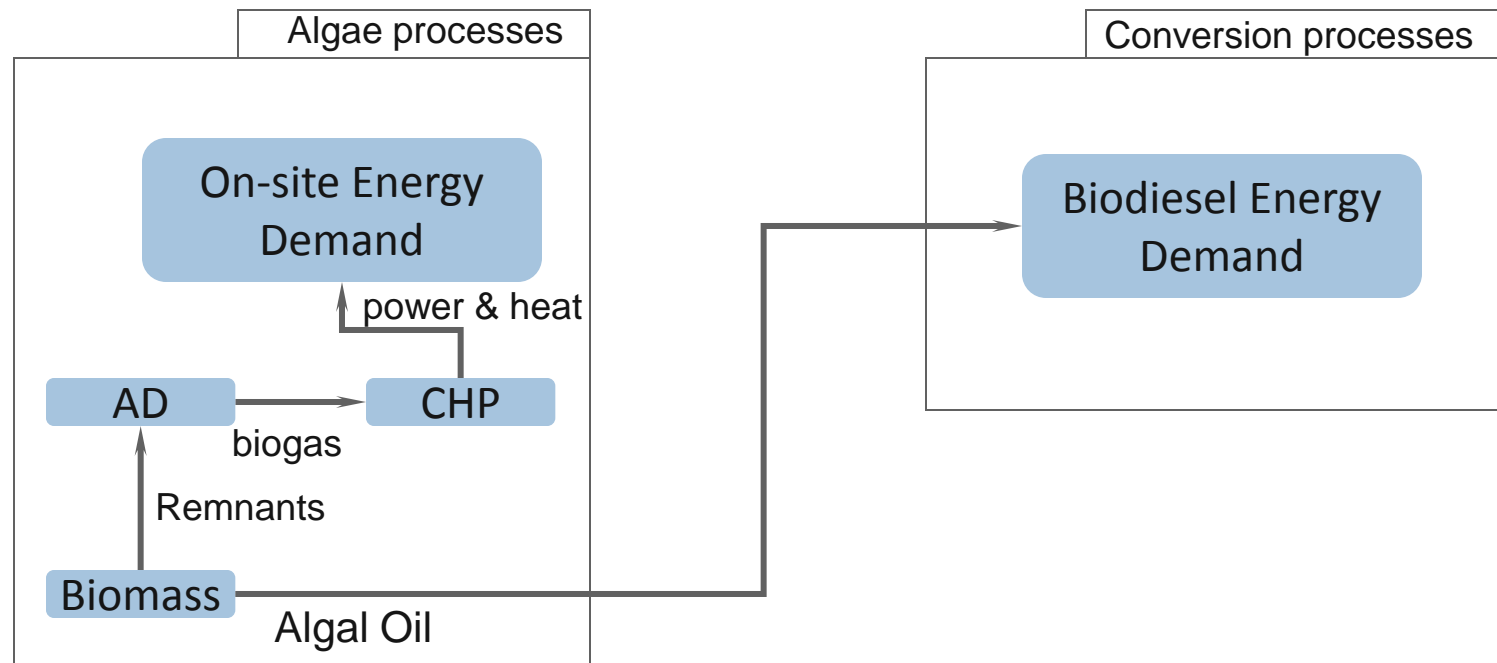 Algae processes
Conversion processes
On-site Energy
Demand
Biodiesel Energy
Demand
power & heat
AD
CHP
biogas
Remnants
Biomass
Algal Oil